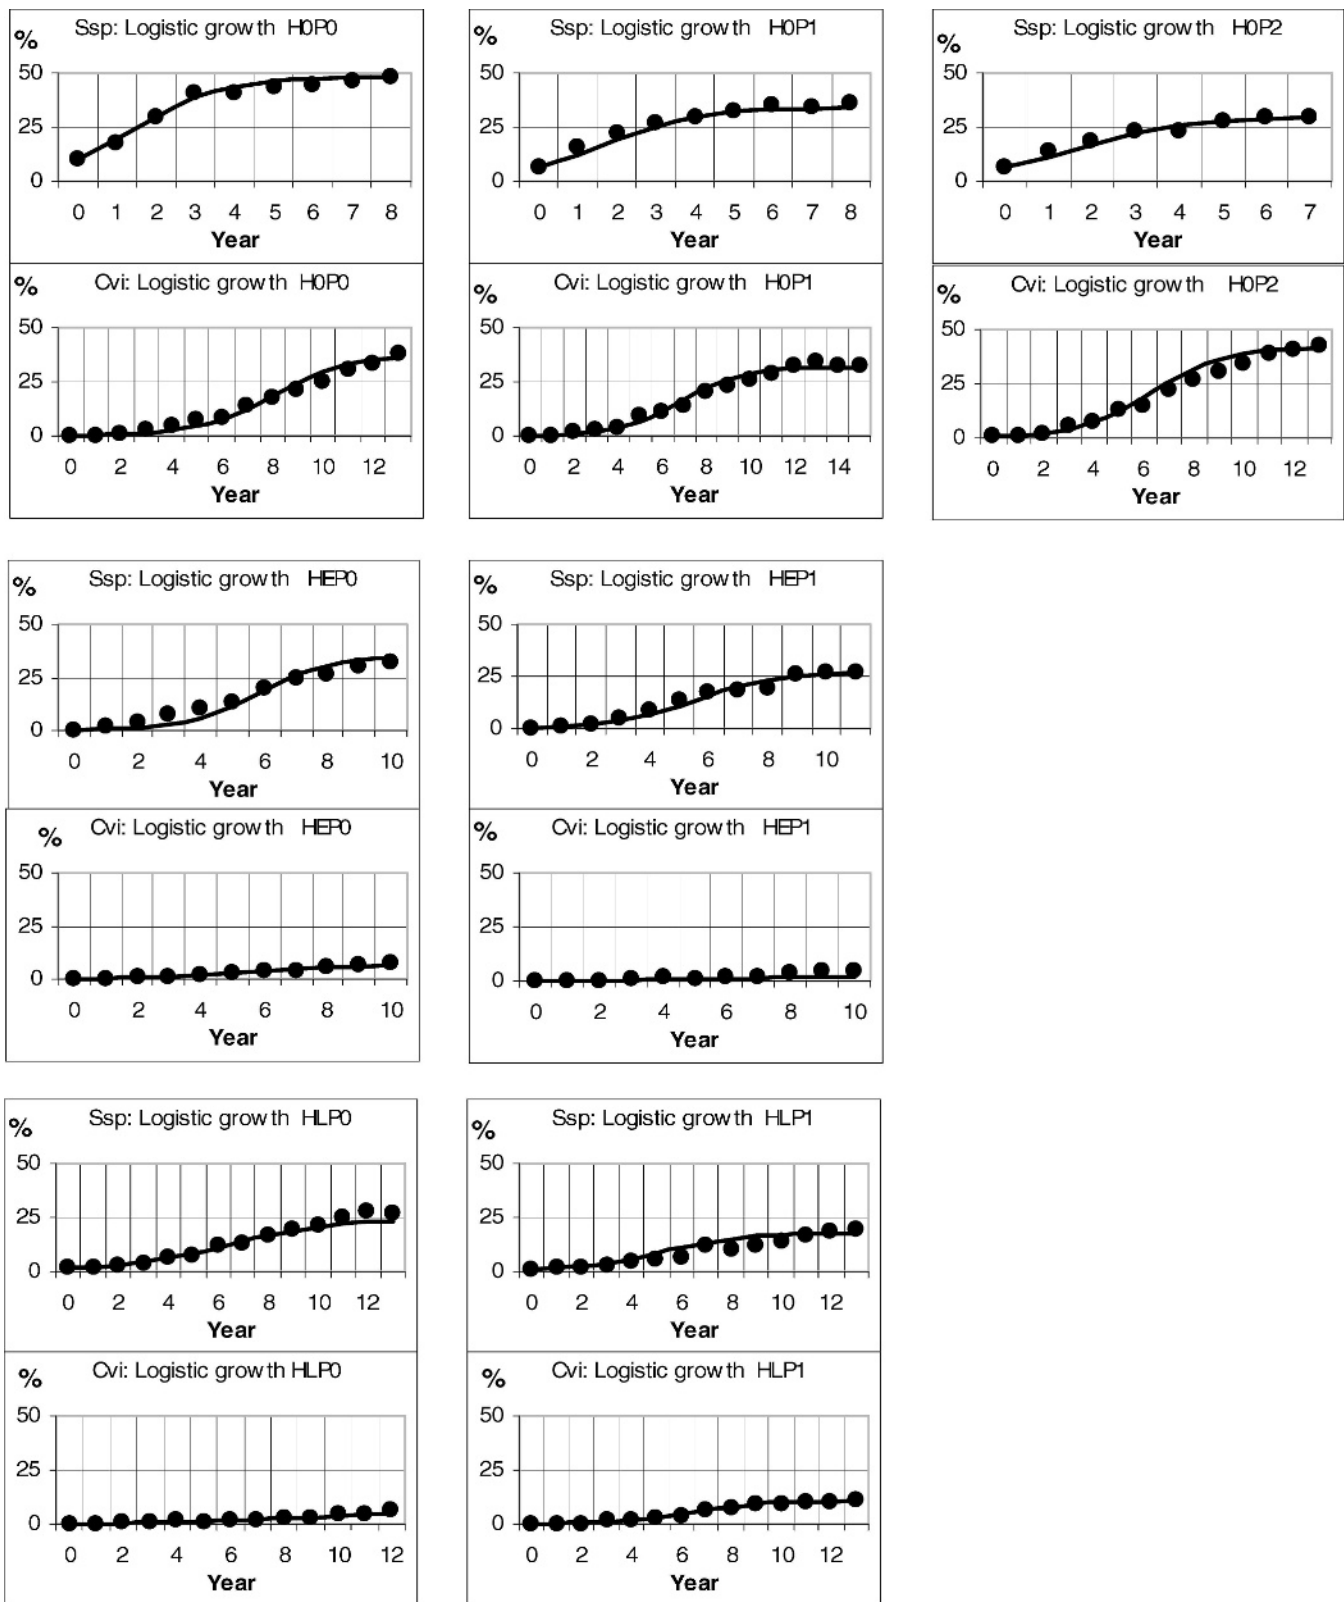 Ssp: Logistic growth H0P0
%
50
25
0
0 1 2 3 4 5 6 7 8
Year
Ssp: Logistic growth H0P1
%
50
25
0
0 1 2 3 4 5 6 7 8
Year
Ssp: Logistic growth H0P2
%
50
25
0
0 1 2 3 4 5 6 7
Year
Cvi: Logistic growth H0P0
%
50
25
0
0 2 4 6 8 10 12
Year
Cvi: Logistic growth H0P1
%
50
25
0
0 2 4 6 8 10 12 14
Year
Cvi: Logistic growth H0P2
%
50
25
0
0 2 4 6 8 10 12
Year
Ssp: Logistic growth HEP0
%
50
25
0
0 2 4 6 8 10
Year
Ssp: Logistic growth HEP1
%
50
25
0
0 2 4 6 8 10
Year
Cvi: Logistic growth HEP0
%
50
25
0
0 2 4 6 8 10
Year
Cvi: Logistic growth HEP1
%
50
25
0
0 2 4 6 8 10
Year
Ssp: Logistic growth HLP0
%
50
25
0
0 2 4 6 8 10 12
Year
Ssp: Logistic growth HLP1
%
50
25
0
0 2 4 6 8 10 12
Year
Cvi: Logistic growth HLP0
%
50
25
0
0 2 4 6 8 10 12
Year
Cvi: Logistic growth HLP1
%
50
25
0
0 2 4 6 8 10 12
Year